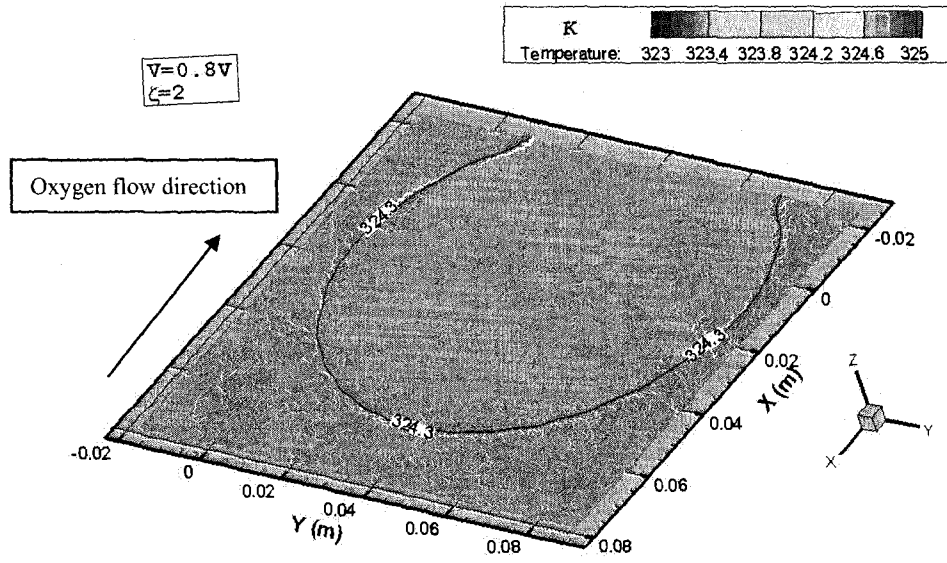 K
Temperature: 323 323.4 323.8 324.2 324.6 325
V=0.8V
ζ=2
Oxygen flow direction
324.3
324.3
324.3
-0.02
0
0.02
0.04
0.06
0.08
X (m)
-0.02
0
0.02
0.04
0.06
0.08
Y (m)
Z
Y
X